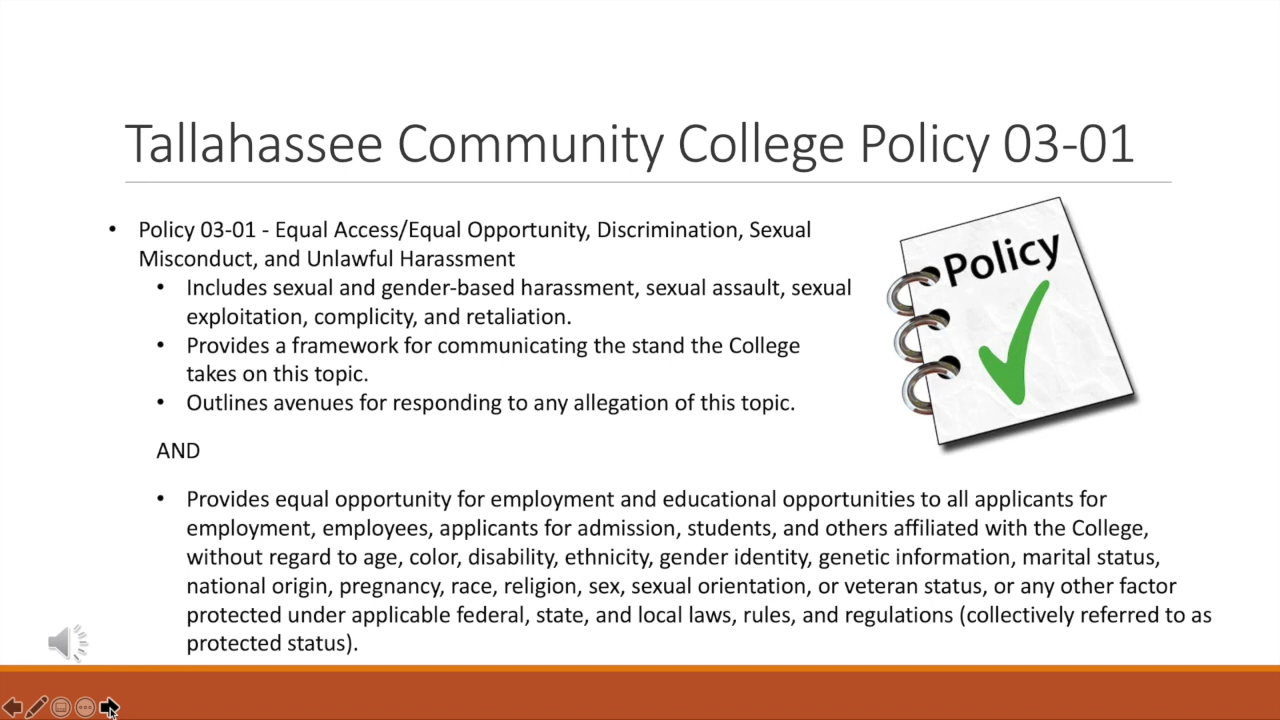 Tallahassee Community College Policy 03-01
• Policy 03-01 - Equal Access/Equal Opportunity, Discrimination, Sexual
Misconduct, and Unlawful Harassment
• Includes sexual and gender-based harassment, sexual assault, sexual
exploitation, complicity, and retaliation.
• Provides a framework for communicating the stand the College
takes on this topic.
• Outlines avenues for responding to any allegation of this topic.
Policy
AND
• Provides equal opportunity for employment and educational opportunities to all applicants for
employment, employees, applicants for admission, students, and others affiliated with the College,
without regard to age, color, disability, ethnicity, gender identity, genetic information, marital status,
national origin, pregnancy, race, religion, sex, sexual orientation, or veteran status, or any other factor
protected under applicable federal, state, and local laws, rules, and regulations (collectively referred to as
protected status).